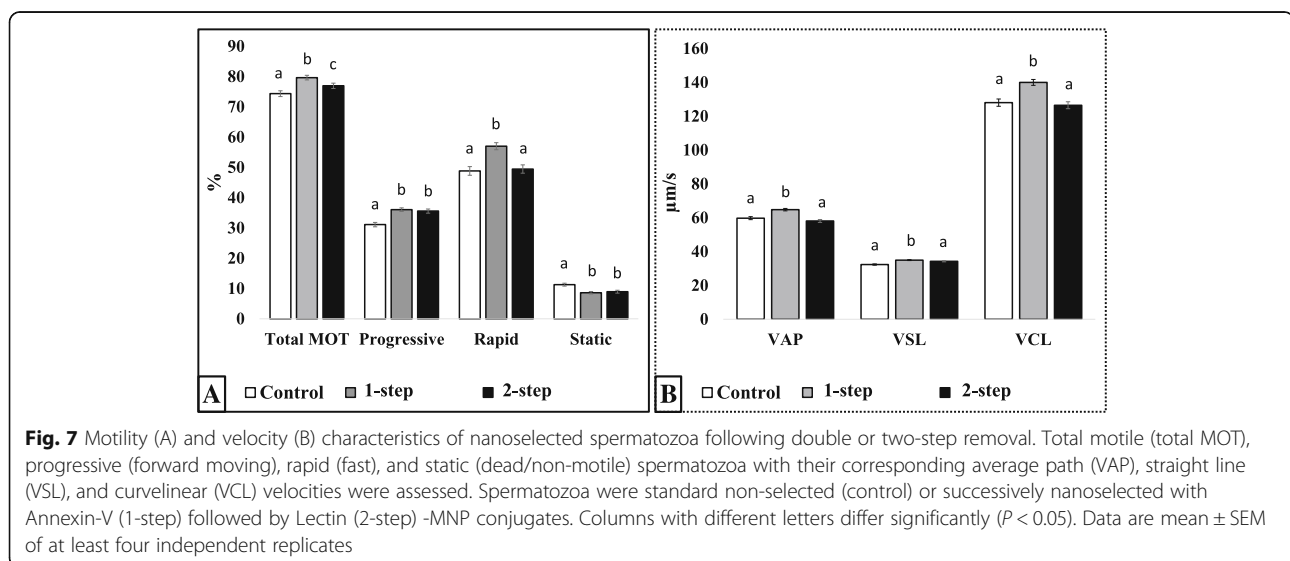 90
80
70
60
50
40
30
20
10
0
%
a b c
a b b
a b a
a b b
Total MOT Progressive Rapid Static
A
Control 1-step 2-step
160
140
120
100
80
60
40
20
0
µm/s
a b a
a b a
a b a
VAP VSL VCL
B
Control 1-step 2-step
Fig. 7 Motility (A) and velocity (B) characteristics of nanoselected spermatozoa following double or two-step removal. Total motile (total MOT),
progressive (forward moving), rapid (fast), and static (dead/non-motile) spermatozoa with their corresponding average path (VAP), straight line
(VSL), and curvelinear (VCL) velocities were assessed. Spermatozoa were standard non-selected (control) or successively nanoselected with
Annexin-V (1-step) followed by Lectin (2-step) -MNP conjugates. Columns with different letters differ significantly (P < 0.05). Data are mean ± SEM
of at least four independent replicates